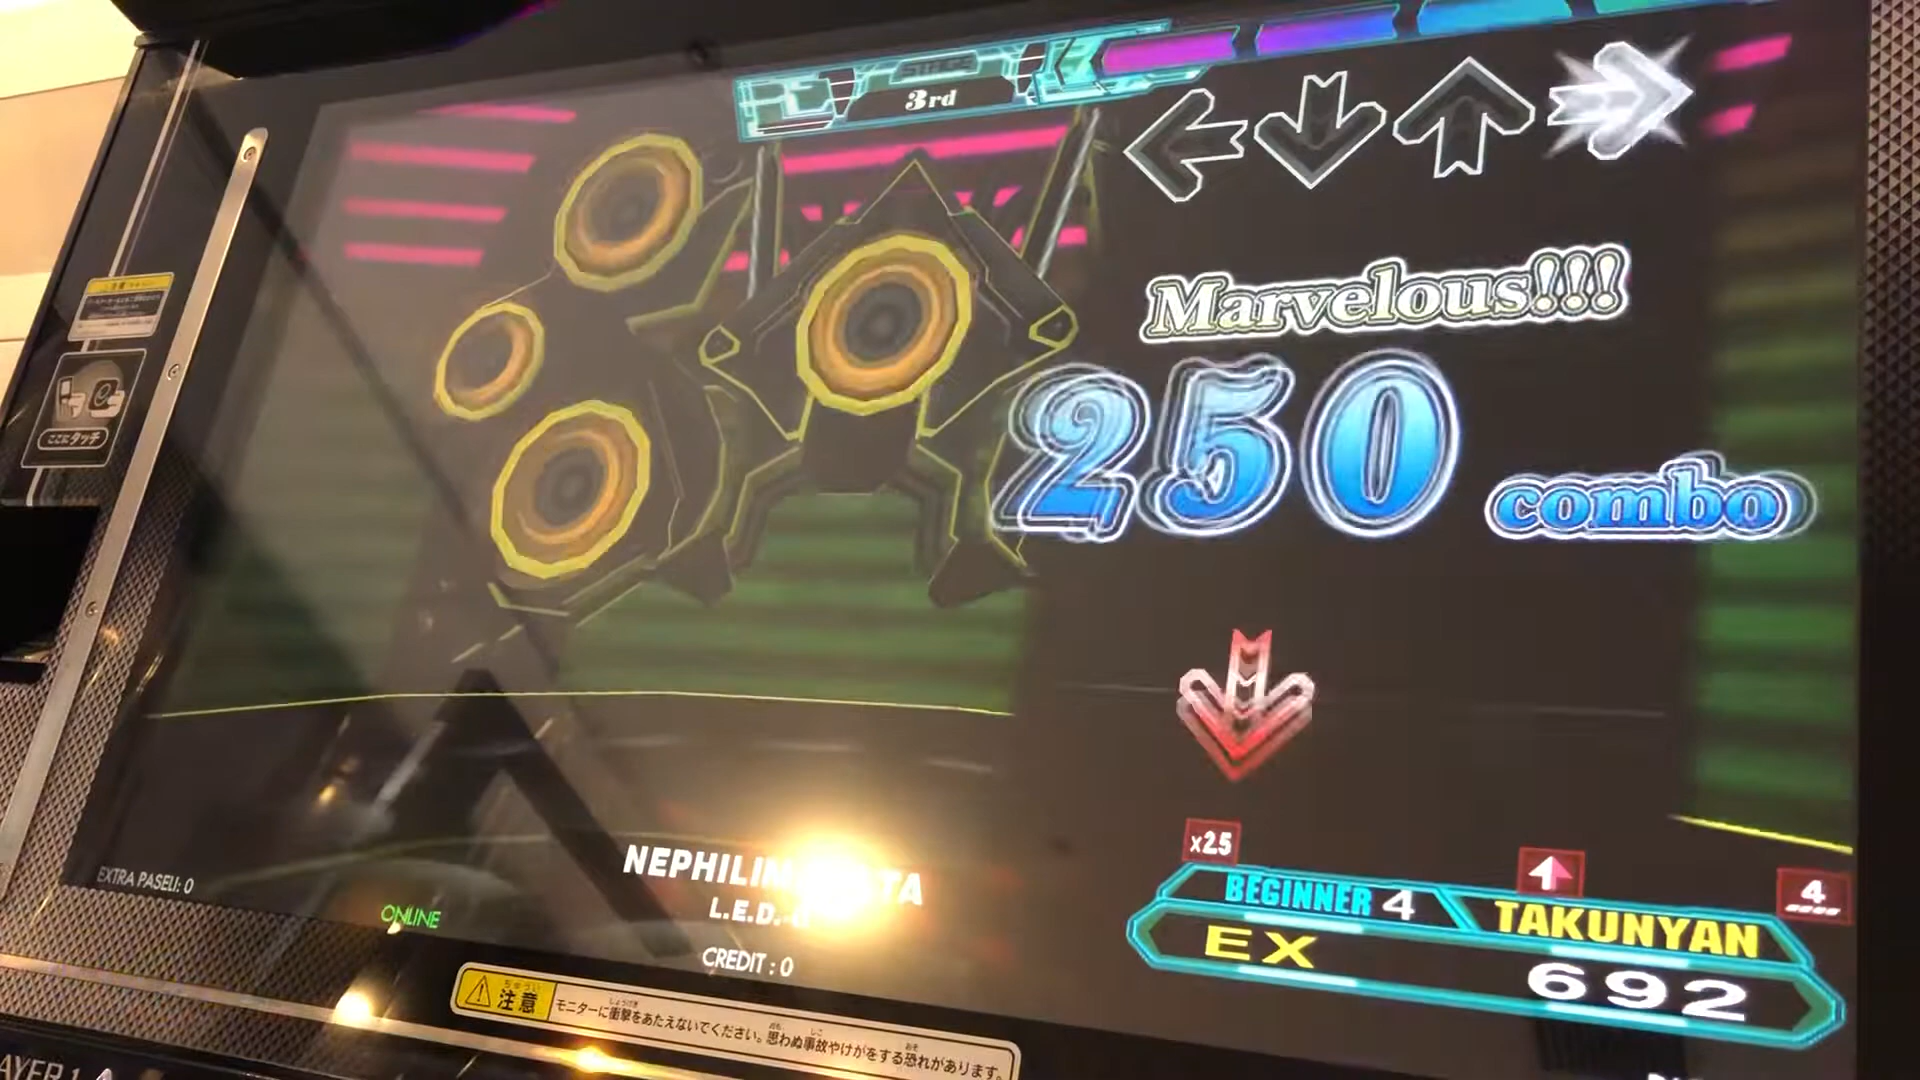 STAGE
3rd
Marvelous!!!
250 combo
x2.5
BEGINNER 4
TAKUNYAN
4
EX
692
NEPHILIM
L.E.D.
EXTRA PASELI: 0
ONLINE
CREDIT : 0
ここにタッチ
注意
モニターに衝撃をあたえないでください。思わぬ事故やけがをする恐れがあります。